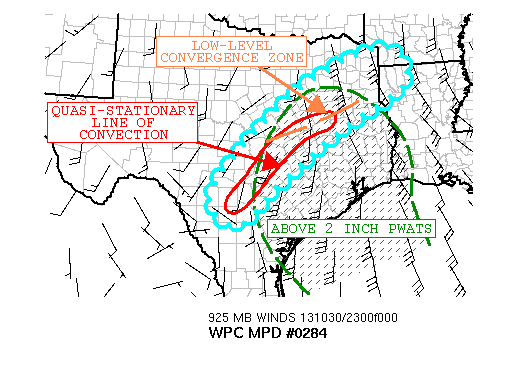 LOW-LEVEL
CONVERGENCE ZONE
QUASI-STATIONARY
LINE OF
CONVECTION
ABOVE 2 INCH PWATS
925 MB WINDS 131030/2300f000
WPC MPD #0284